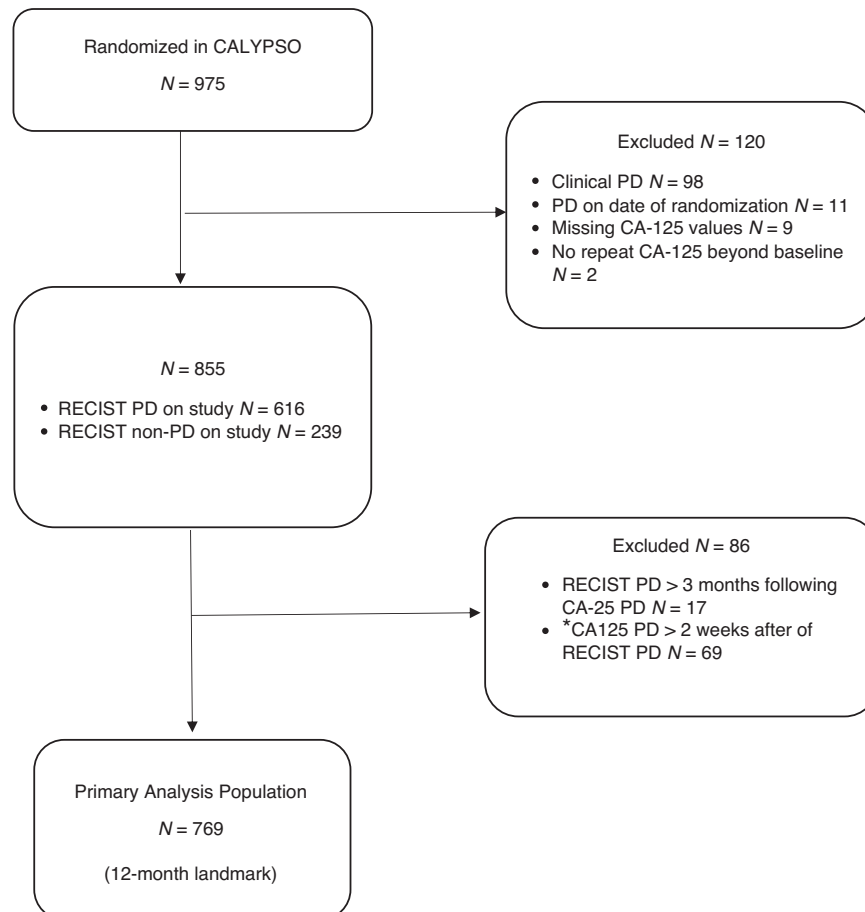 Randomized in CALYPSO
N = 975
Excluded N = 120
• Clinical PD N = 98
• PD on date of randomization N = 11
• Missing CA-125 values N = 9
• No repeat CA-125 beyond baseline
N = 2
N = 855
• RECIST PD on study N = 616
• RECIST non-PD on study N = 239
Excluded N = 86
• RECIST PD > 3 months following
CA-25 PD N = 17
• *CA125 PD > 2 weeks after of
RECIST PD N = 69
Primary Analysis Population
N = 769
(12-month landmark)